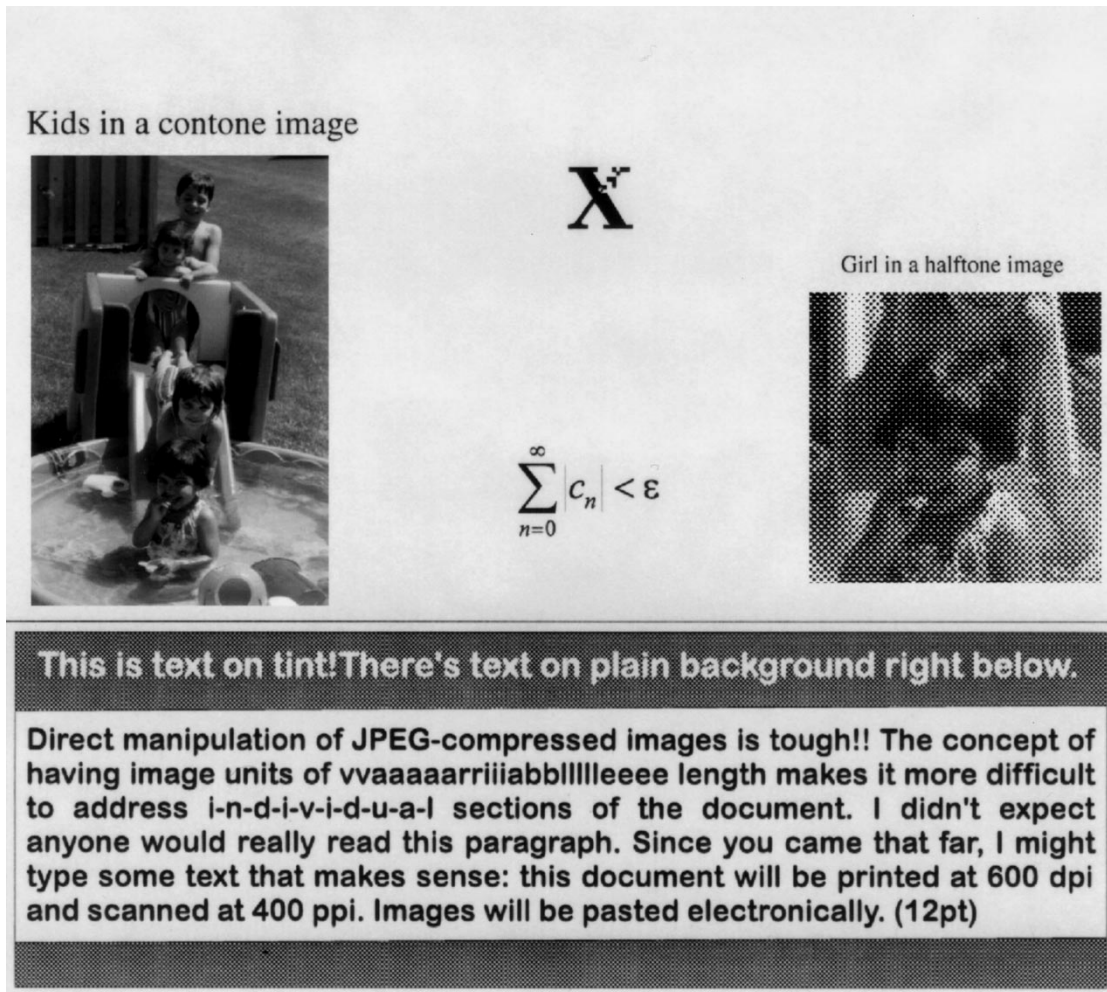 Kids in a contone image
X
Girl in a halftone image
∞
∑ |cₙ| < ε
n=0
This is text on tint!There's text on plain background right below.
Direct manipulation of JPEG-compressed images is tough!! The concept of
having image units of vvaaaaarriiiabbllllleeee length makes it more difficult
to address i-n-d-i-v-i-d-u-a-l sections of the document. I didn't expect
anyone would really read this paragraph. Since you came that far, I might
type some text that makes sense: this document will be printed at 600 dpi
and scanned at 400 ppi. Images will be pasted electronically. (12pt)